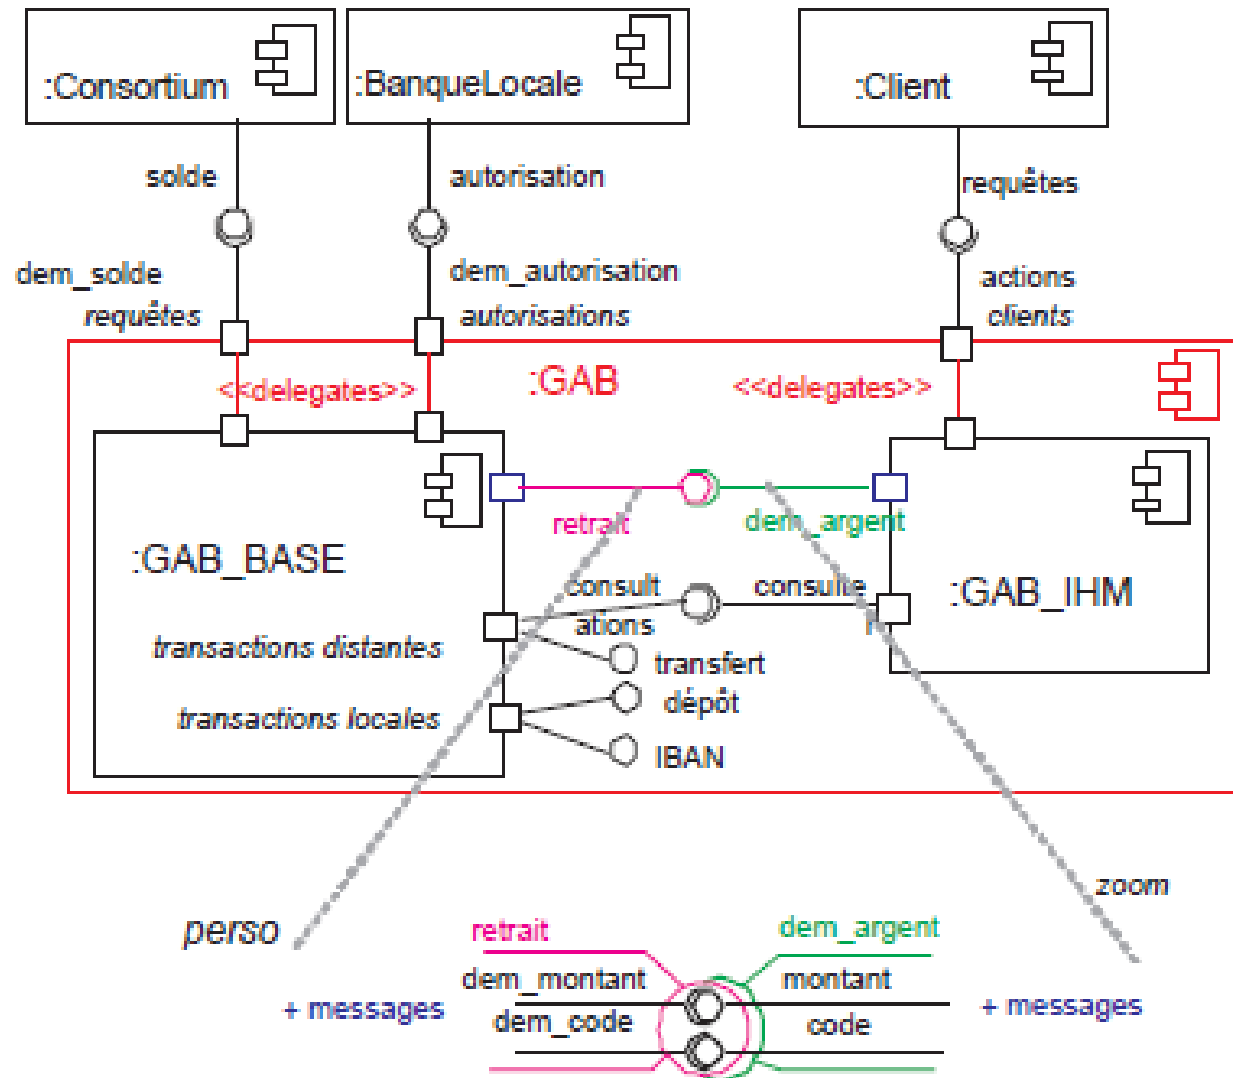 :Consortium
:BanqueLocale
:Client
solde
autorisation
requêtes
dem_solde
dem_autorisation
actions
requêtes
autorisations
clients
<<delegates>>
:GAB
<<delegates>>
retrait
dem_argent
:GAB_BASE
consult
ations
consulte
r
:GAB_IHM
transactions distantes
transfert
dépôt
transactions locales
IBAN
zoom
perso
retrait
dem_argent
dem_montant
montant
+ messages
+ messages
dem_code
code